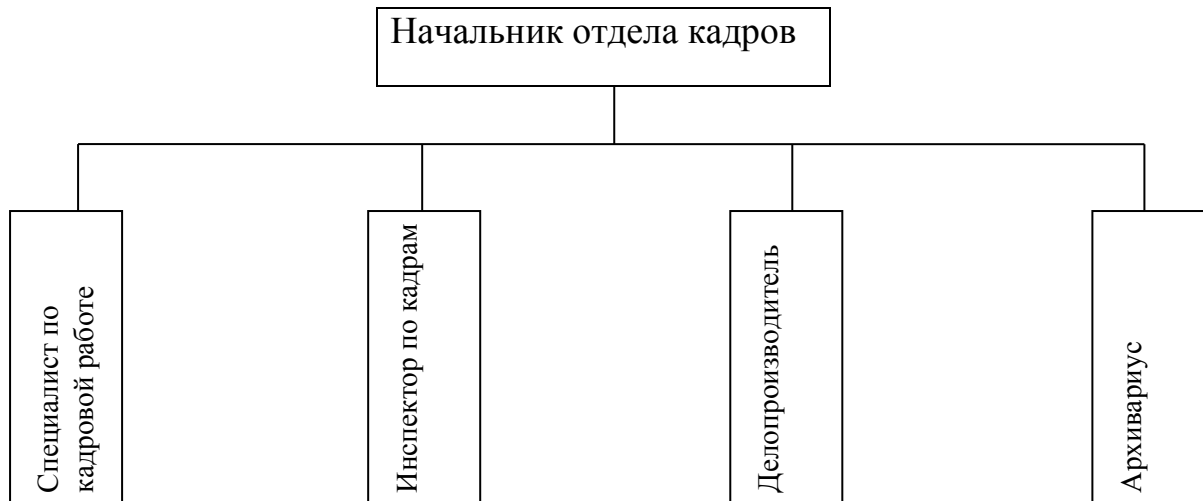 Начальник отдела кадров
Специалист по
кадровой работе
Инспектор по кадрам
Делопроизводитель
Архивариус